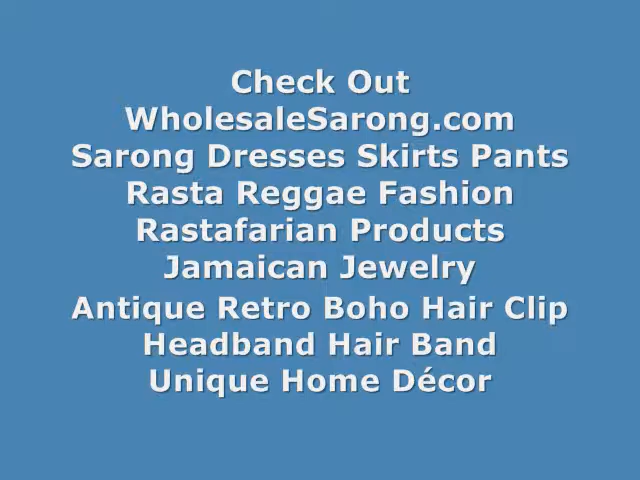 Check Out
WholesaleSarong.com
Sarong Dresses Skirts Pants
Rasta Reggae Fashion
Rastafarian Products
Jamaican Jewelry
Antique Retro Boho Hair Clip
Headband Hair Band
Unique Home Décor